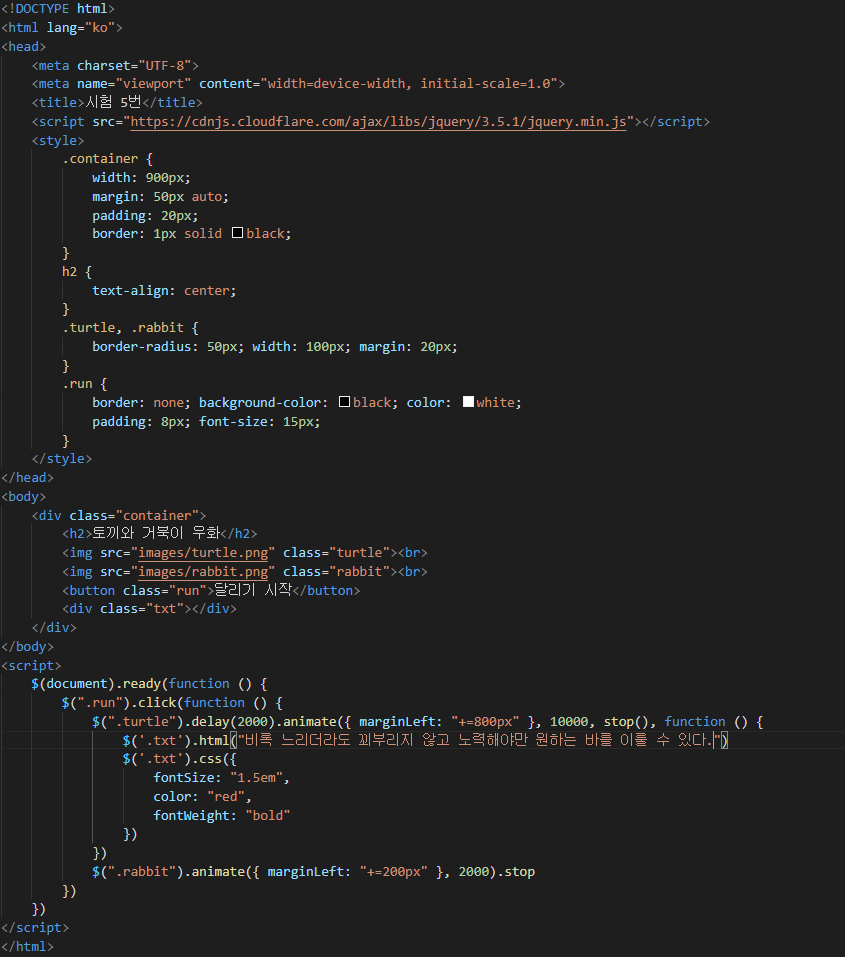 <!DOCTYPE html>
<html lang="ko">
<head>
    <meta charset="UTF-8">
    <meta name="viewport" content="width=device-width, initial-scale=1.0">
    <title>시험 5번</title>
    <script src="https://cdnjs.cloudflare.com/ajax/libs/jquery/3.5.1/jquery.min.js"></script>
    <style>
        .container {
            width: 900px;
            margin: 50px auto;
            padding: 20px;
            border: 1px solid black;
        }
        h2 {
            text-align: center;
        }
        .turtle, .rabbit {
            border-radius: 50px; width: 100px; margin: 20px;
        }
        .run {
            border: none; background-color: black; color: white;
            padding: 8px; font-size: 15px;
        }
    </style>
</head>
<body>
    <div class="container">
        <h2>토끼와 거북이 우화</h2>
        <img src="images/turtle.png" class="turtle"><br>
        <img src="images/rabbit.png" class="rabbit"><br>
        <button class="run">달리기 시작</button>
        <div class="txt"></div>
    </div>
</body>
<script>
    $(document).ready(function () {
        $(".run").click(function () {
            $(".turtle").delay(2000).animate({ marginLeft: "+=800px" }, 10000, stop(), function () {
                $('.txt').html("비록 느리더라도 꾀부리지 않고 노력해야만 원하는 바를 이룰 수 있다.")
                $('.txt').css({
                    fontSize: "1.5em",
                    color: "red",
                    fontWeight: "bold"
                })
            })
            $(".rabbit").animate({ marginLeft: "+=200px" }, 2000).stop
        })
    })
</script>
</html>